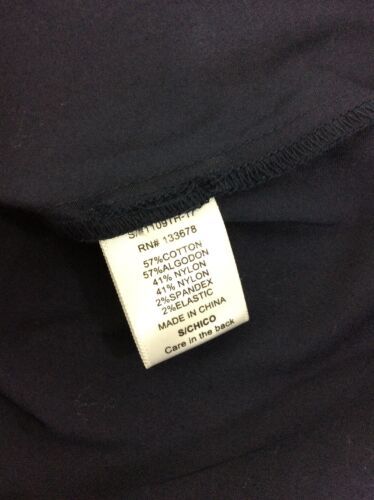 RN# 133678
57%COTTON
57%ALGODON
41% NYLON
41% NYLON
2%SPANDEX
2%ELASTIC
MADE IN CHINA
S/CHICO
Care in the back